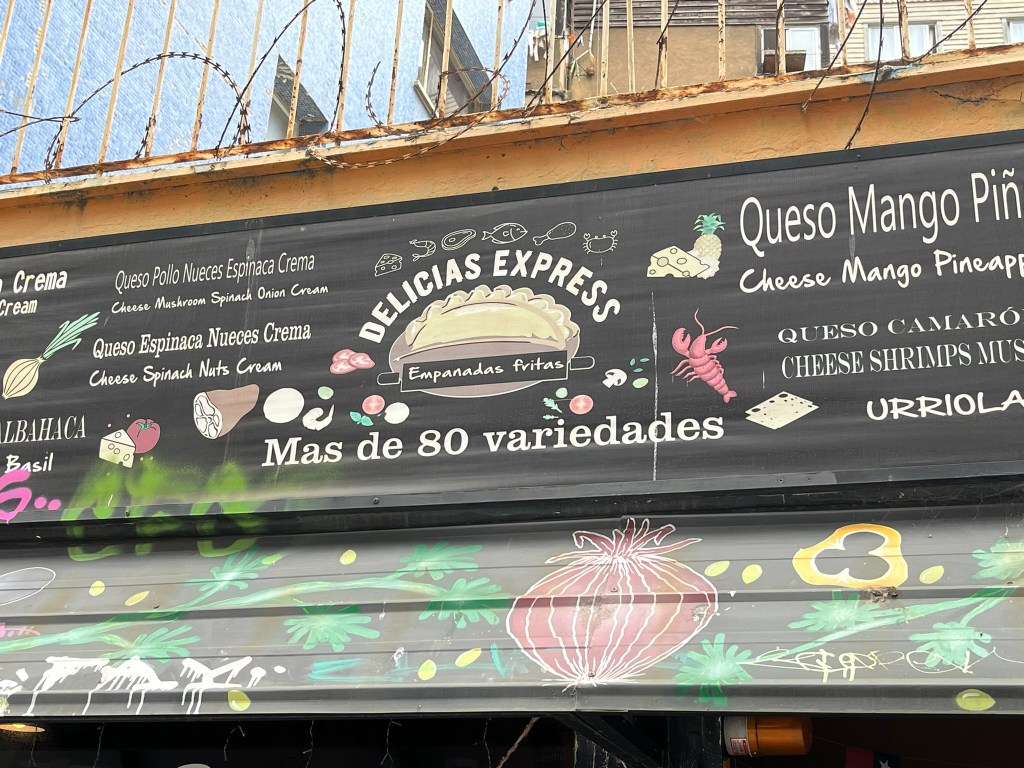 Crema
Cream
ALBAHACA
Basil
Queso Pollo Nueces Espinaca Crema
Cheese Mushroom Spinach Onion Cream
Queso Espinaca Nueces Crema
Cheese Spinach Nuts Cream
DELICIAS EXPRESS
Empanadas fritas
Mas de 80 variedades
Queso Mango Piñ
Cheese Mango Pineapp
QUESO CAMARÓ
CHEESE SHRIMPS MUS
URRIOLA